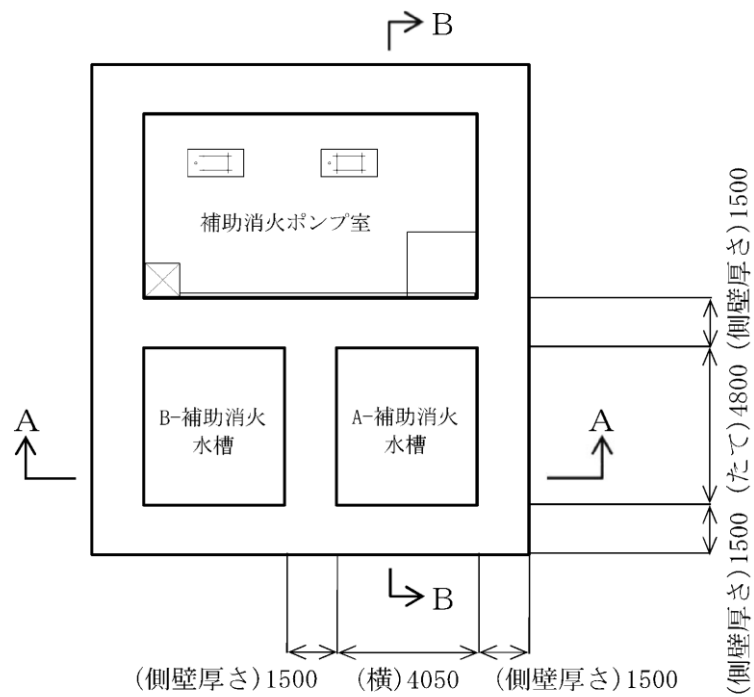 B
補助消火ポンプ室
(側壁厚さ)1500
B-補助消火
水槽
A-補助消火
水槽
A
A
(たて)4800
(側壁厚さ)1500
B
(側壁厚さ)1500
(横)4050
(側壁厚さ)1500